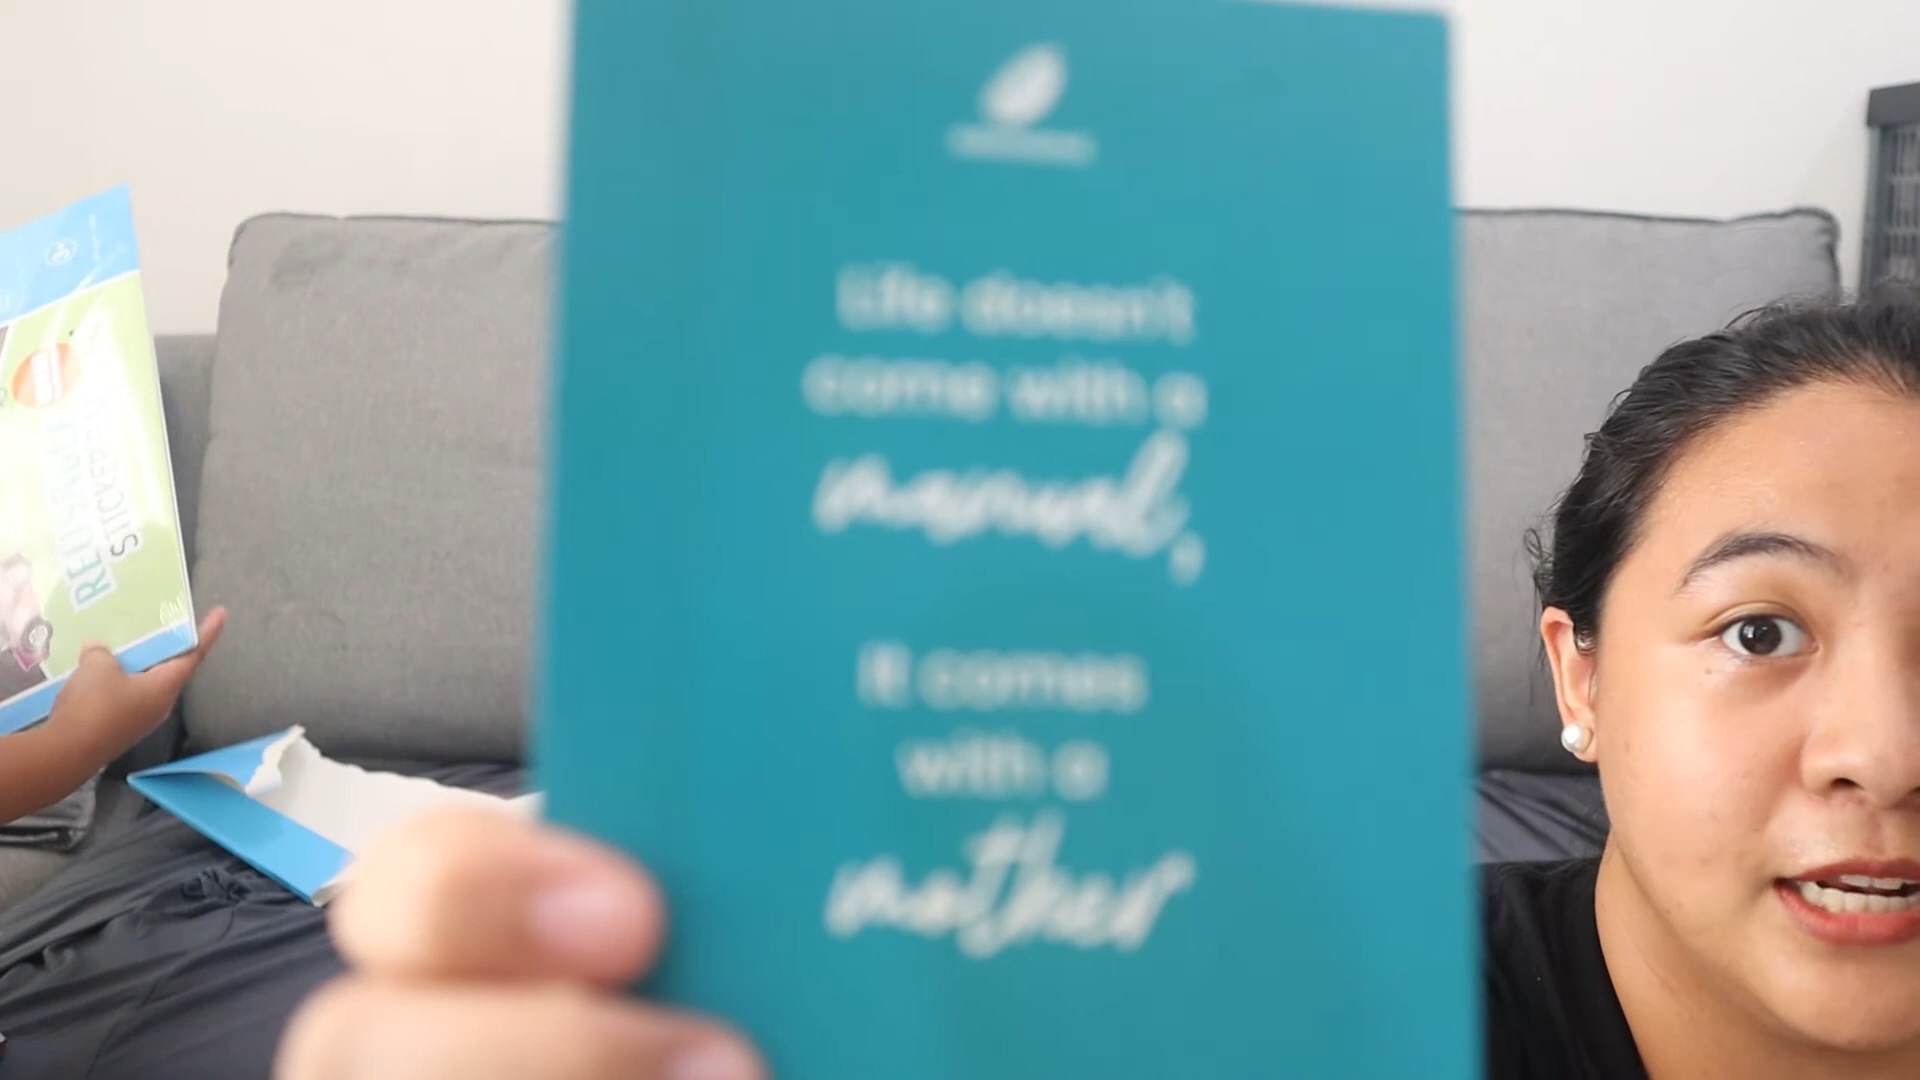 Life doesn't
come with a
manual,
it comes
with a
mother
REUSABLE
STICKER